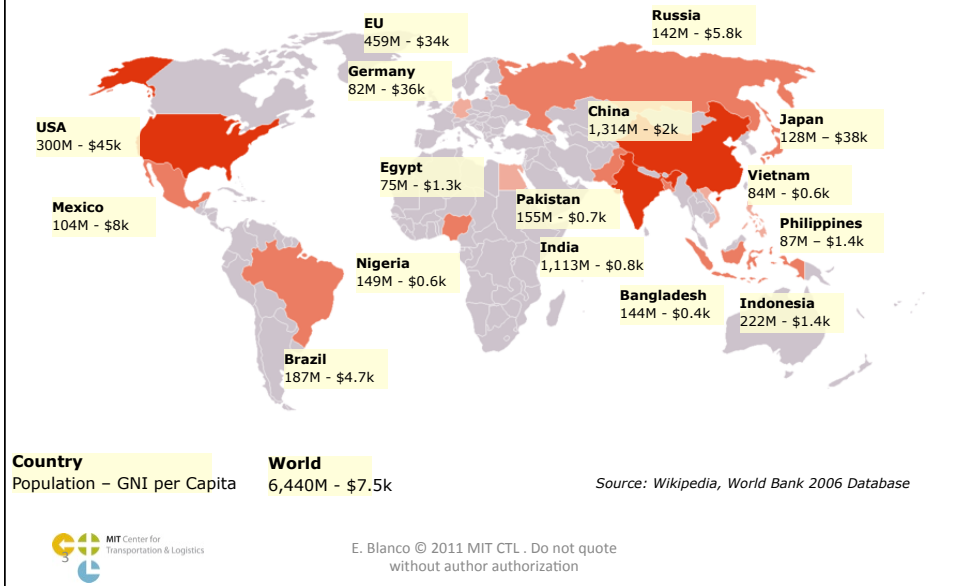 Russia
142M - $5.8k
EU
459M - $34k
Germany
82M - $36k
China
1,314M - $2k
Japan
128M – $38k
USA
300M - $45k
Egypt
75M - $1.3k
Vietnam
84M - $0.6k
Pakistan
155M - $0.7k
Mexico
104M - $8k
Philippines
87M – $1.4k
India
1,113M - $0.8k
Nigeria
149M - $0.6k
Bangladesh
144M - $0.4k
Indonesia
222M - $1.4k
Brazil
187M - $4.7k
Country
Population – GNI per Capita
World
6,440M - $7.5k
Source: Wikipedia, World Bank 2006 Database
MIT Center for
Transportation & Logistics
3
E. Blanco © 2011 MIT CTL . Do not quote
without author authorization